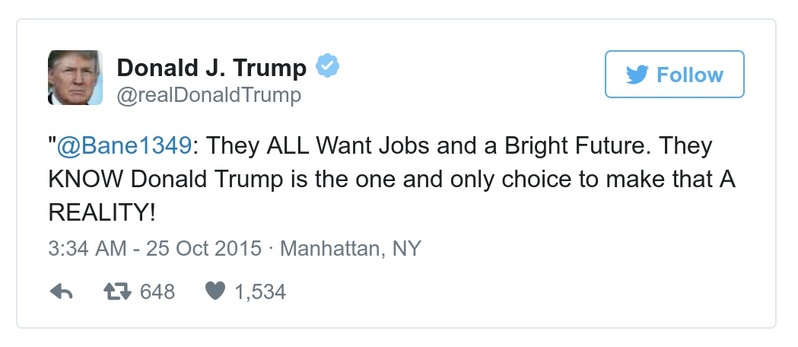 Donald J. Trump
@realDonaldTrump
Follow
"@Bane1349: They ALL Want Jobs and a Bright Future. They
KNOW Donald Trump is the one and only choice to make that A
REALITY!
3:34 AM - 25 Oct 2015 · Manhattan, NY
648 1,534